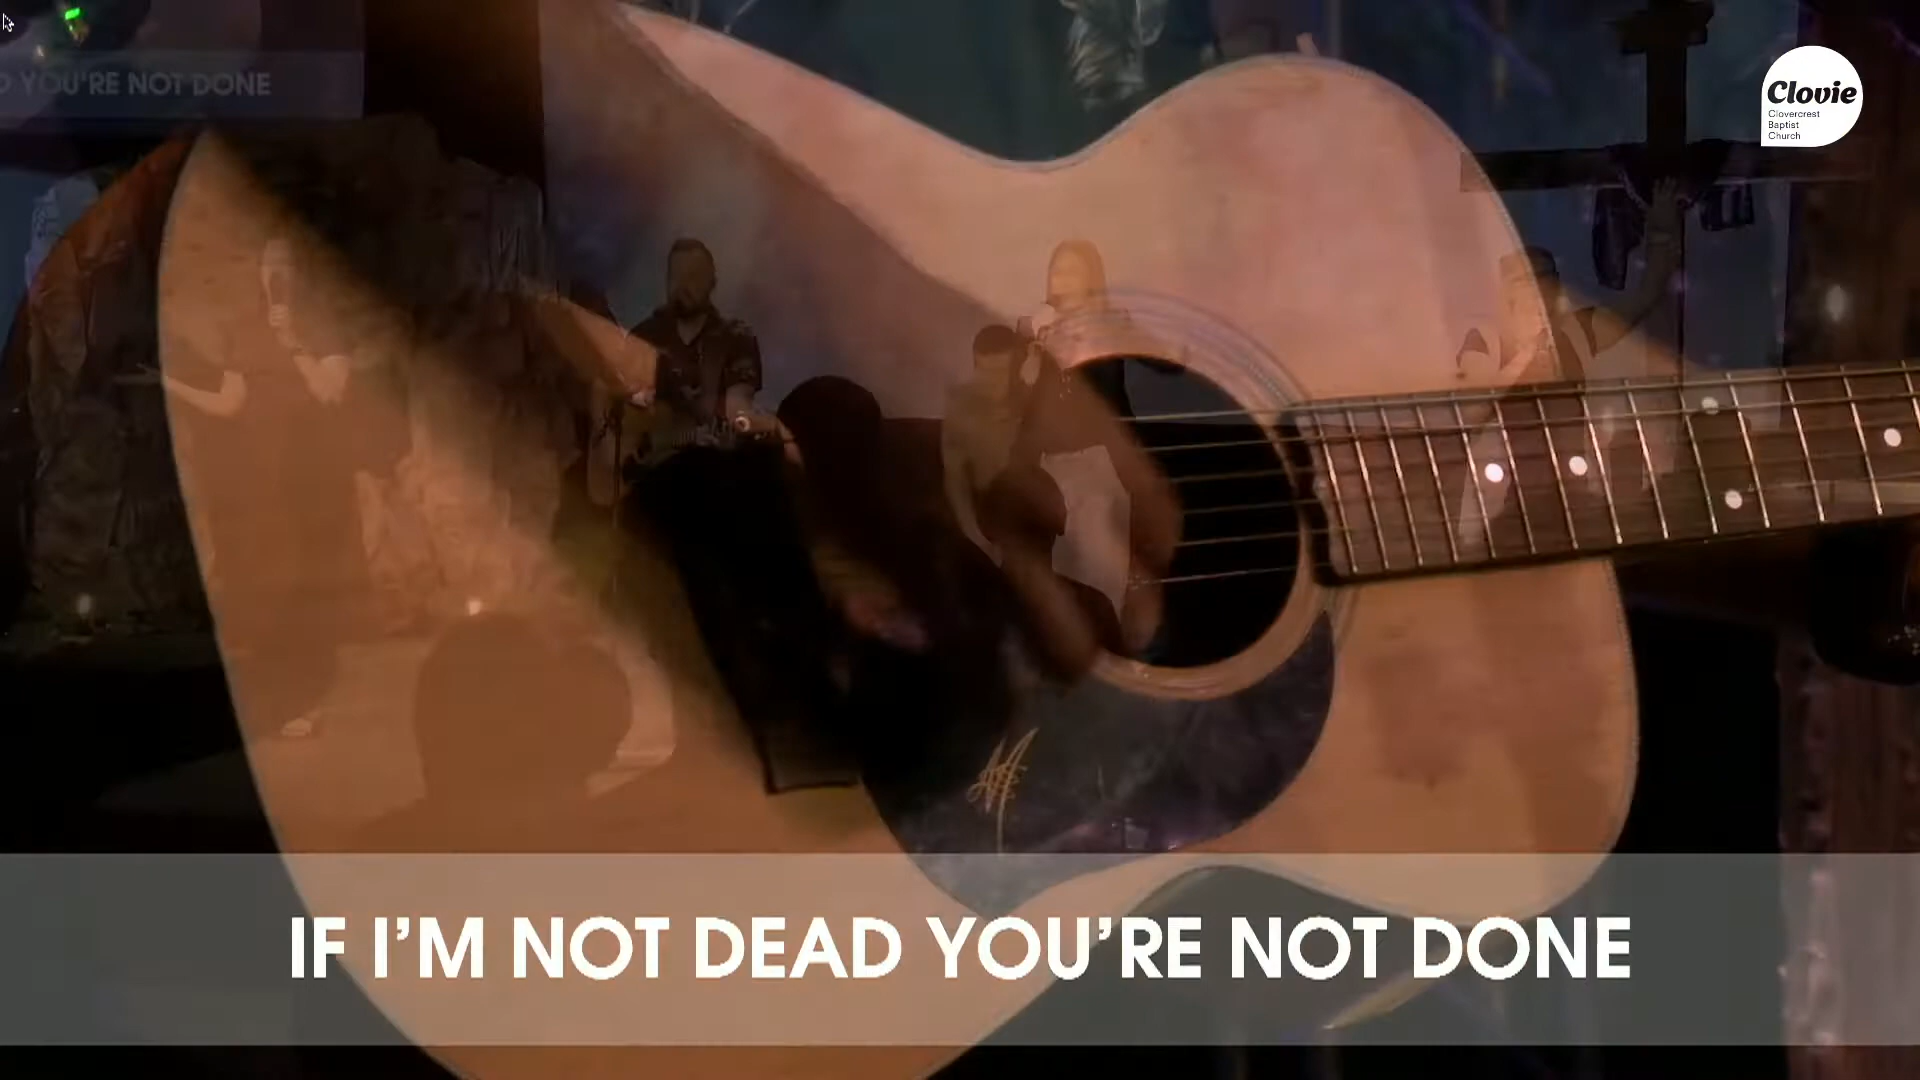 D YOU'RE NOT DONE
Clovie
Clovercrest
Baptist
Church
IF I'M NOT DEAD YOU'RE NOT DONE